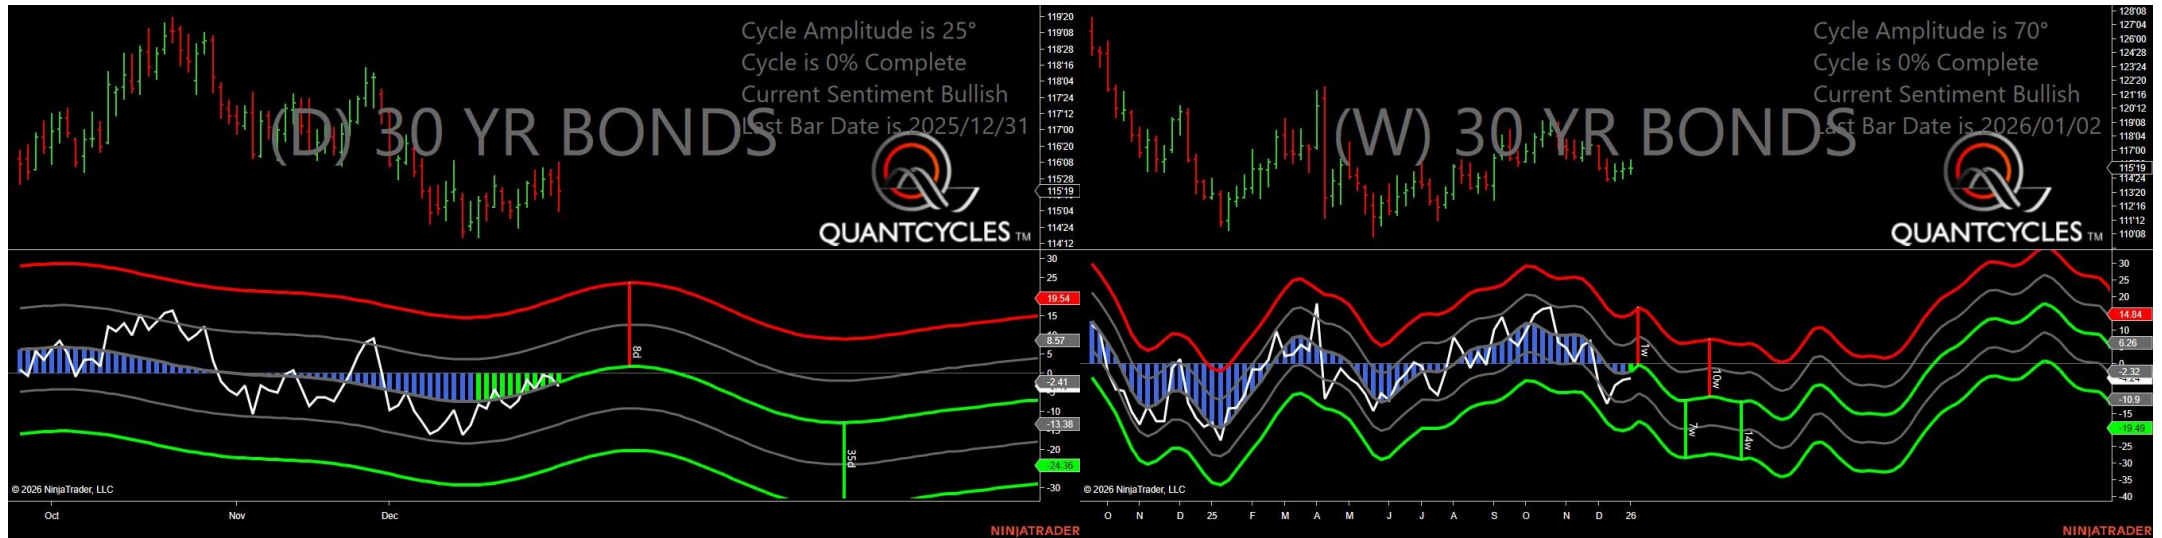 Cycle Amplitude is 25°
Cycle is 0% Complete
Current Sentiment Bullish
Last Bar Date is 2025/12/31
(D) 30 YR BONDS
QUANTCYCLES TM
119'20
119'08
118'28
118'16
118'04
117'24
117'12
117'00
116'20
116'08
115'28
115'19
115'04
114'24
114'12
30
25
19.54
15
8.57
5
0
-2.41
-10
-13.38
-20
-24.36
-30
8d
35d
© 2026 NinjaTrader, LLC
Oct Nov Dec
NINJATRADER
Cycle Amplitude is 70°
Cycle is 0% Complete
Current Sentiment Bullish
Last Bar Date is 2026/01/02
(W) 30 YR BONDS
QUANTCYCLES TM
128'08
127'04
126'00
124'28
123'24
122'20
121'16
120'12
119'08
118'04
117'00
115'19
114'24
113'20
112'16
111'12
110'08
30
25
20
14.84
10
6.26
0
-2.32
-4.24
-10.9
-15
-19.49
-25
-30
-35
-40
1w
10w
7w
14w
© 2026 NinjaTrader, LLC
O N D 25 F M A M J J A S O N D 26
NINJATRADER